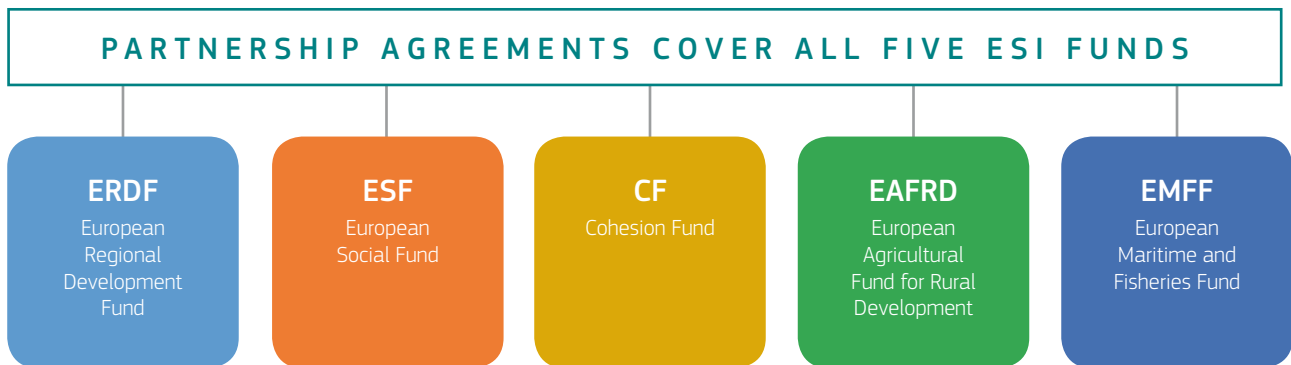 PARTNERSHIP AGREEMENTS COVER ALL FIVE ESI FUNDS
ERDF
European
Regional
Development
Fund
ESF
European
Social Fund
CF
Cohesion Fund
EAFRD
European
Agricultural
Fund for Rural
Development
EMFF
European
Maritime and
Fisheries Fund